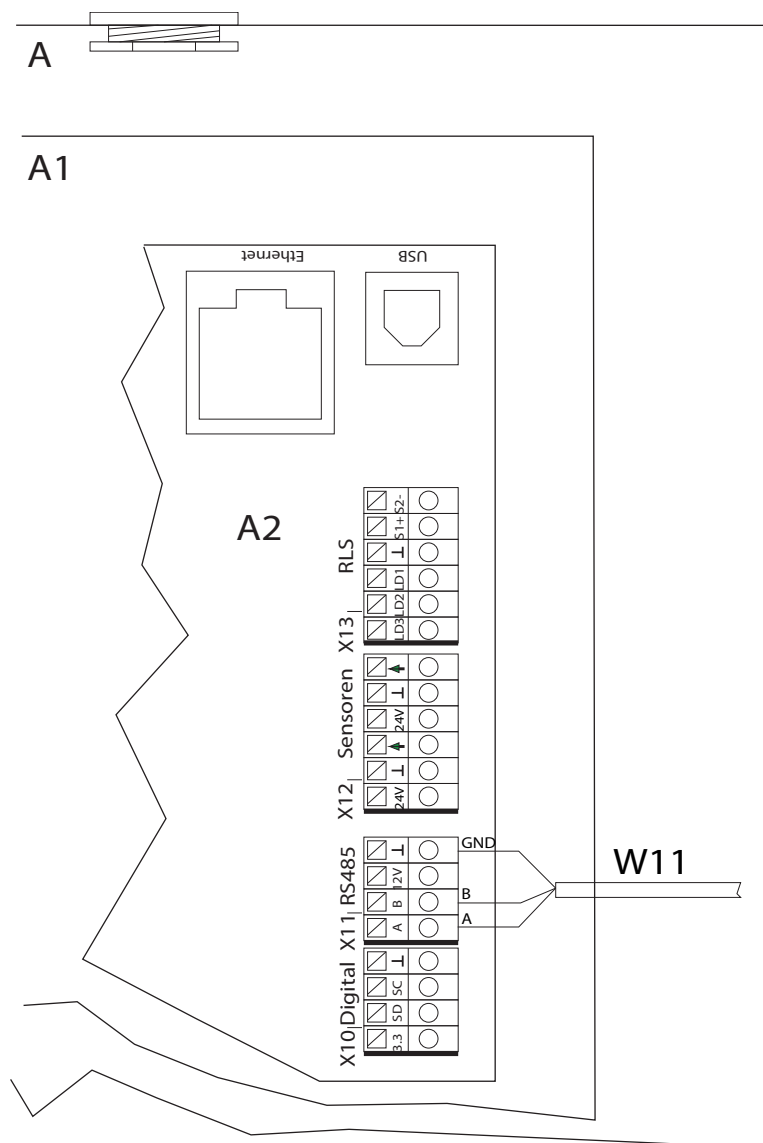 A
A1
Ethernet
USB
A2
X13 RLS
S2-
S1+
⊥
LD1
LD2
LD3
X12 Sensoren
⊥
24V
⊥
24V
X11 RS485
⊥
12V
B
A
GND
B
A
W11
X10 Digital
⊥
SC
SD
3.3